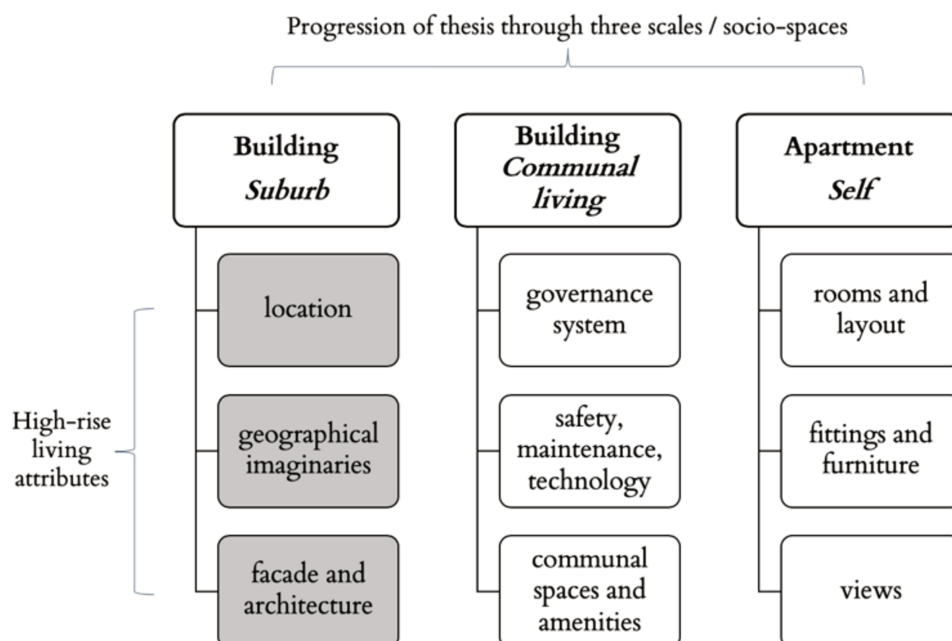 Progression of thesis through three scales / socio-spaces
Building
Suburb
Building
Communal
living
Apartment
Self
location
governance
system
rooms and
layout
High-rise
living
attributes
geographical
imaginaries
safety,
maintenance,
technology
fittings and
furniture
facade and
architecture
communal
spaces and
amenities
views